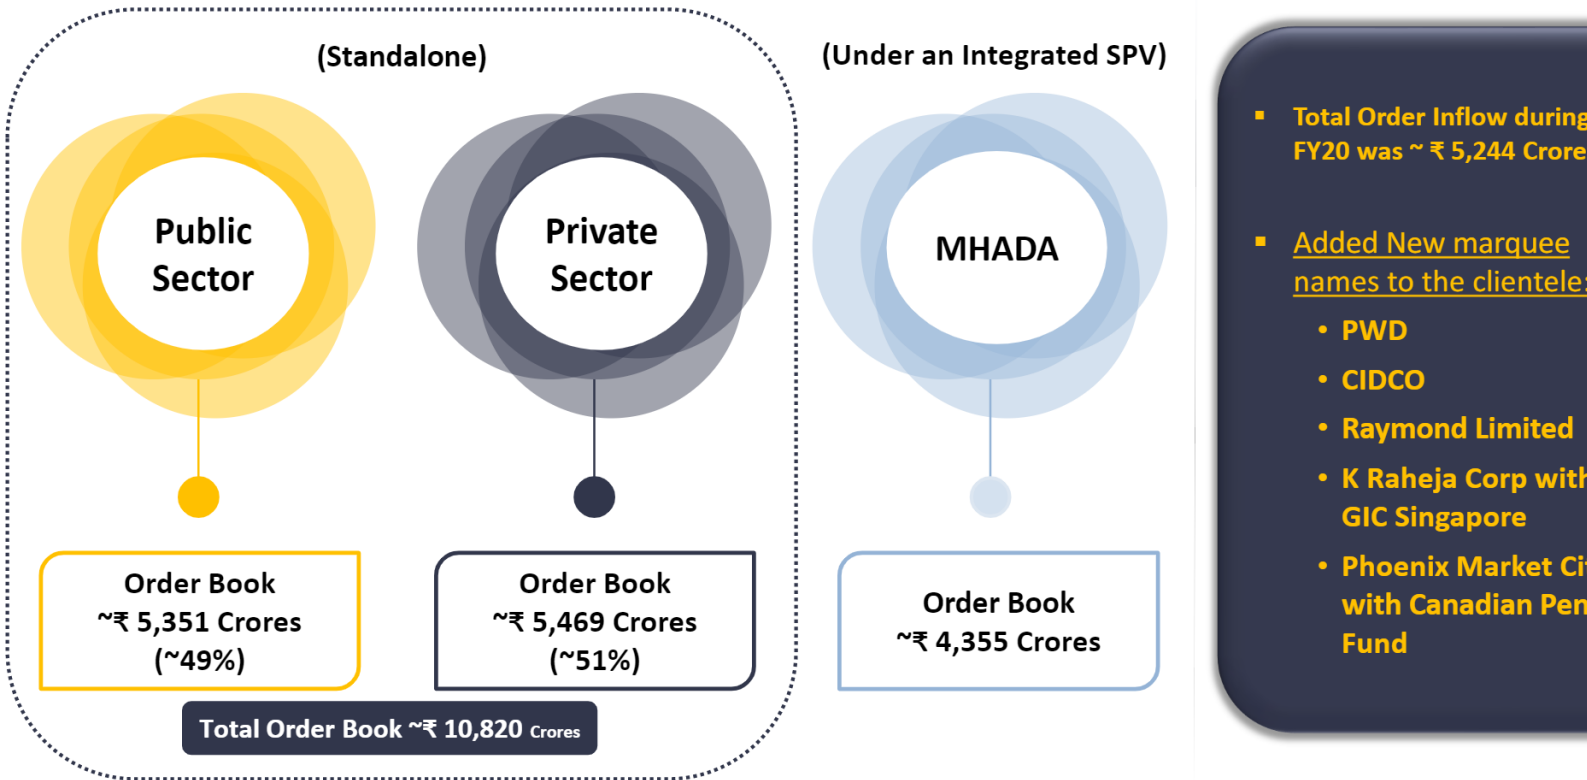 (Standalone)
Public
Sector
Order Book
~₹ 5,351 Crores
(~49%)
Private
Sector
Order Book
~₹ 5,469 Crores
(~51%)
Total Order Book ~₹ 10,820 Crores
(Under an Integrated SPV)
MHADA
Order Book
~₹ 4,355 Crores
▪ Total Order Inflow during
FY20 was ~ ₹ 5,244 Crore
▪ Added New marquee
names to the clientele:
• PWD
• CIDCO
• Raymond Limited
• K Raheja Corp with
GIC Singapore
• Phoenix Market
with Canadian
Fund